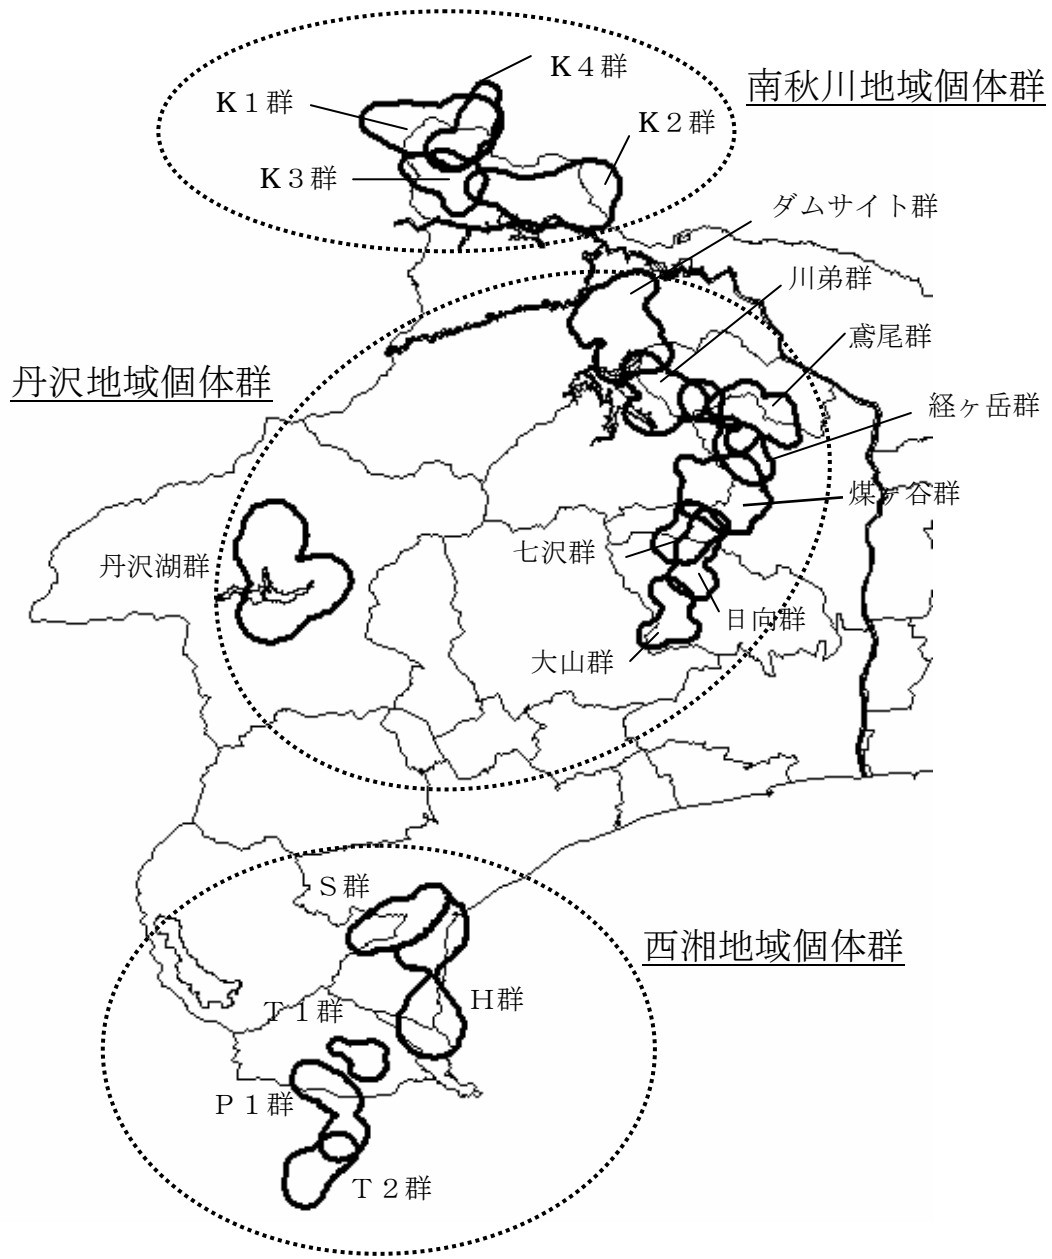 K４群
南秋川地域個体群
K１群
K２群
K３群
ダムサイト群
川弟群
鳶尾群
丹沢地域個体群
経ヶ岳群
煤ヶ谷群
七沢群
丹沢湖群
日向群
大山群
Ｓ群
西湘地域個体群
Ｈ群
Ｔ１群
Ｐ１群
Ｔ２群